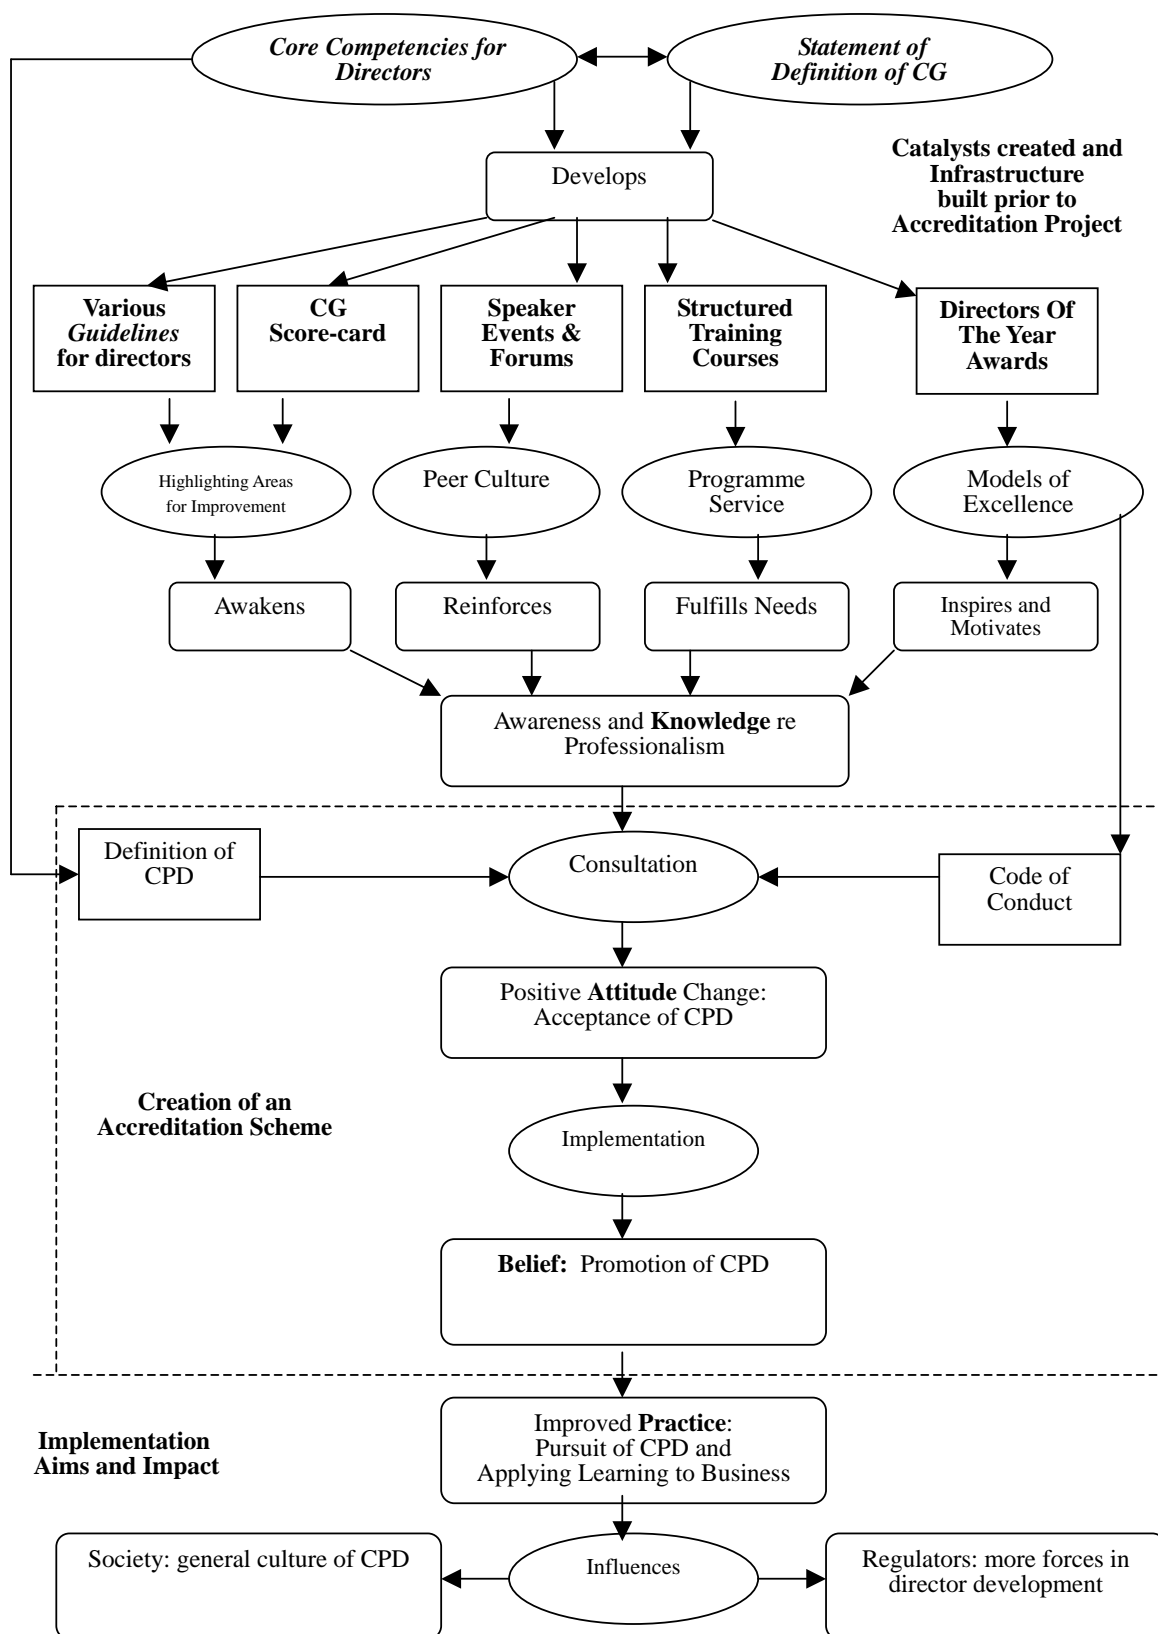 Core Competencies for
Directors
Statement of
Definition of CG
Catalysts created and
Infrastructure
built prior to
Accreditation Project
Develops
Various
Guidelines
for directors
CG
Score-card
Speaker
Events &
Forums
Structured
Training
Courses
Directors Of
The Year
Awards
Highlighting Areas
for Improvement
Peer Culture
Programme
Service
Models of
Excellence
Awakens
Reinforces
Fulfills Needs
Inspires and
Motivates
Awareness and Knowledge re
Professionalism
Definition of
CPD
Consultation
Code of
Conduct
Positive Attitude Change:
Acceptance of CPD
Creation of an
Accreditation Scheme
Implementation
Belief: Promotion of CPD
Implementation
Aims and Impact
Improved Practice:
Pursuit of CPD and
Applying Learning to Business
Society: general culture of CPD
Influences
Regulators: more forces in
director development